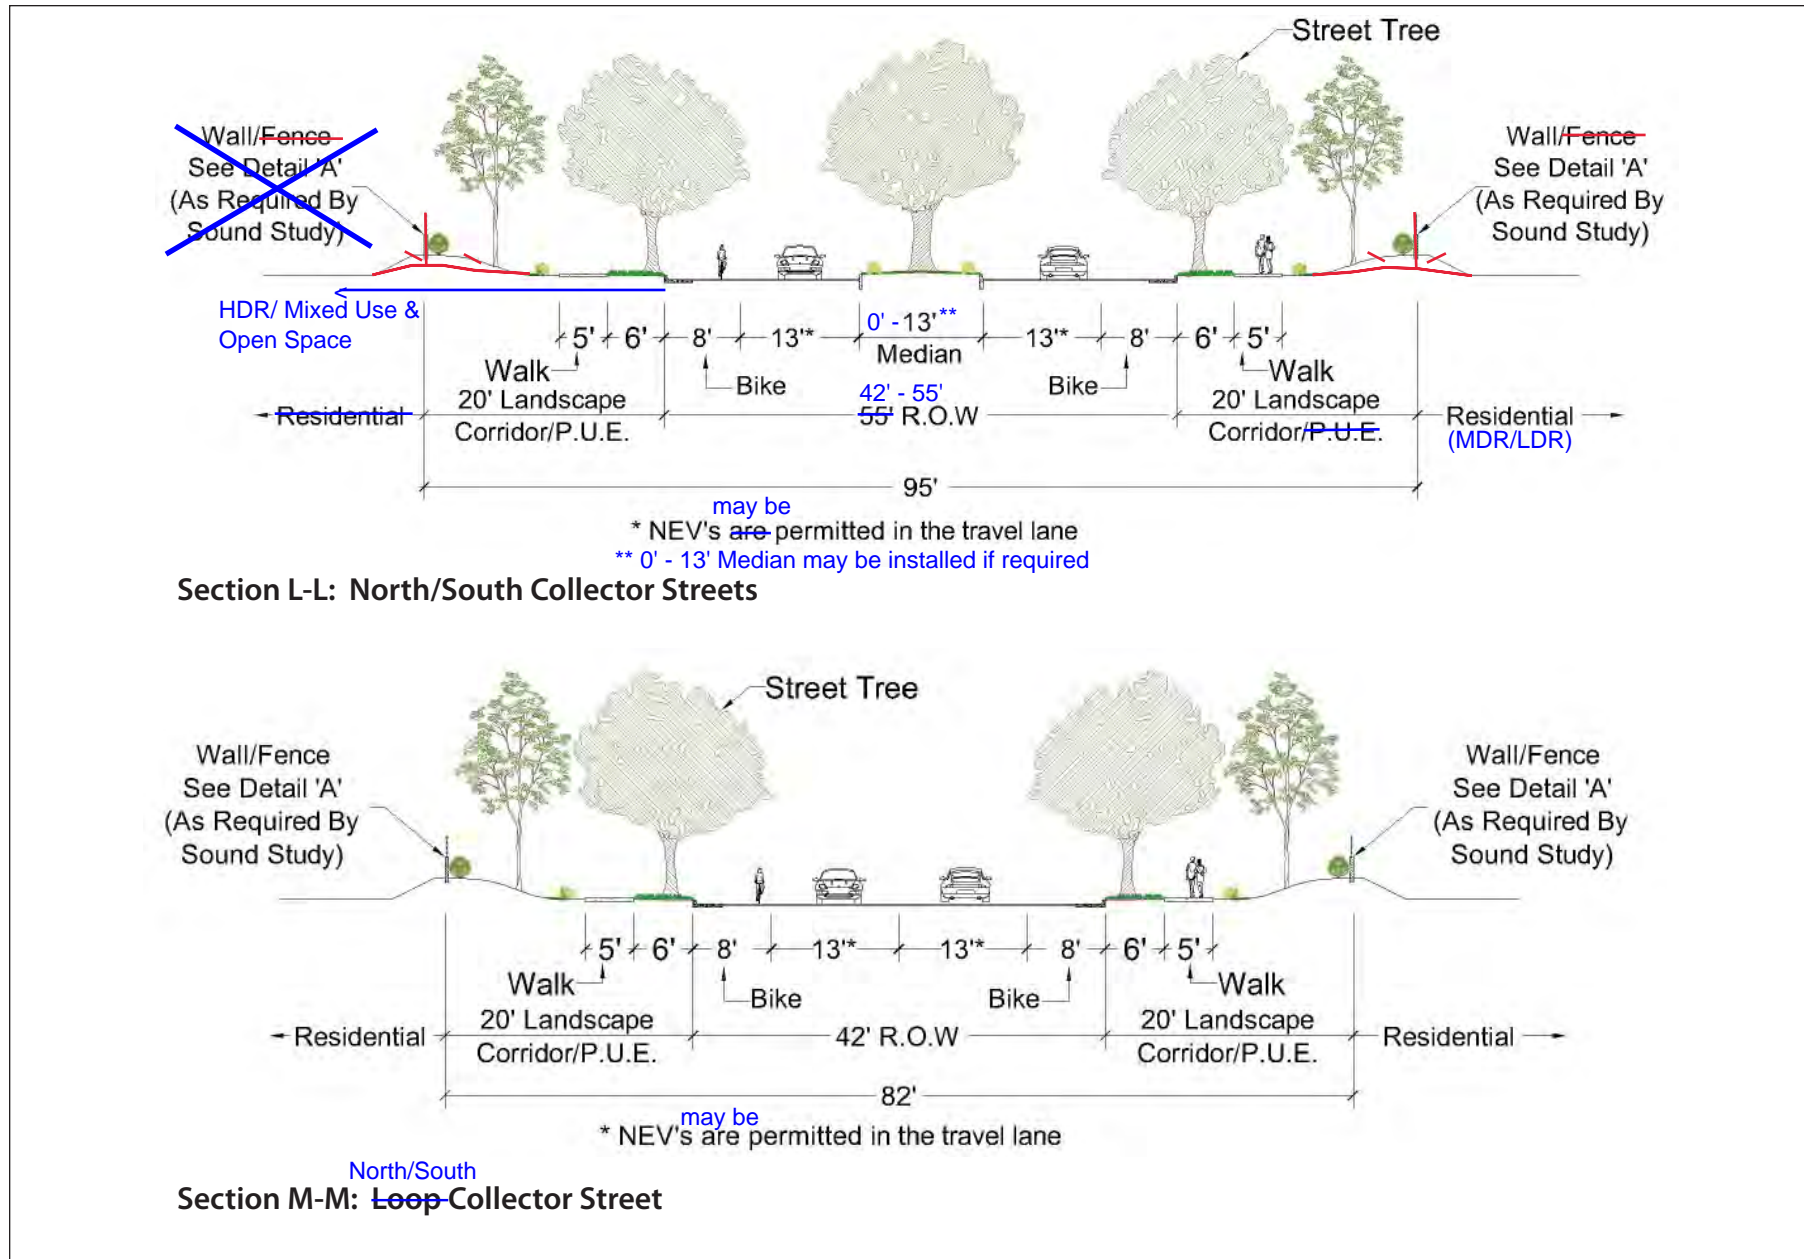 Street Tree
Wall/Fence
See Detail 'A'
(As Required By
Sound Study)
Wall/Fence
See Detail 'A'
(As Required By
Sound Study)
HDR/ Mixed Use &
Open Space
5' 6' 8' 13'* 0' - 13'** 13'* 8' 6' 5'
Median
Walk Bike Bike Walk
42' - 55'
Residential 20' Landscape 55' R.O.W 20' Landscape Residential
Corridor/P.U.E. Corridor/P.U.E. (MDR/LDR)
95'
may be
* NEV's are permitted in the travel lane
** 0' - 13' Median may be installed if required
Section L-L: North/South Collector Streets
Street Tree
Wall/Fence
See Detail 'A'
(As Required By
Sound Study)
Wall/Fence
See Detail 'A'
(As Required By
Sound Study)
5' 6' 8' 13'* 13'* 8' 6' 5'
Walk Bike Bike Walk
Residential 20' Landscape 42' R.O.W 20' Landscape Residential
Corridor/P.U.E. Corridor/P.U.E.
82'
may be
* NEV's are permitted in the travel lane
North/South
Section M-M: Loop Collector Street